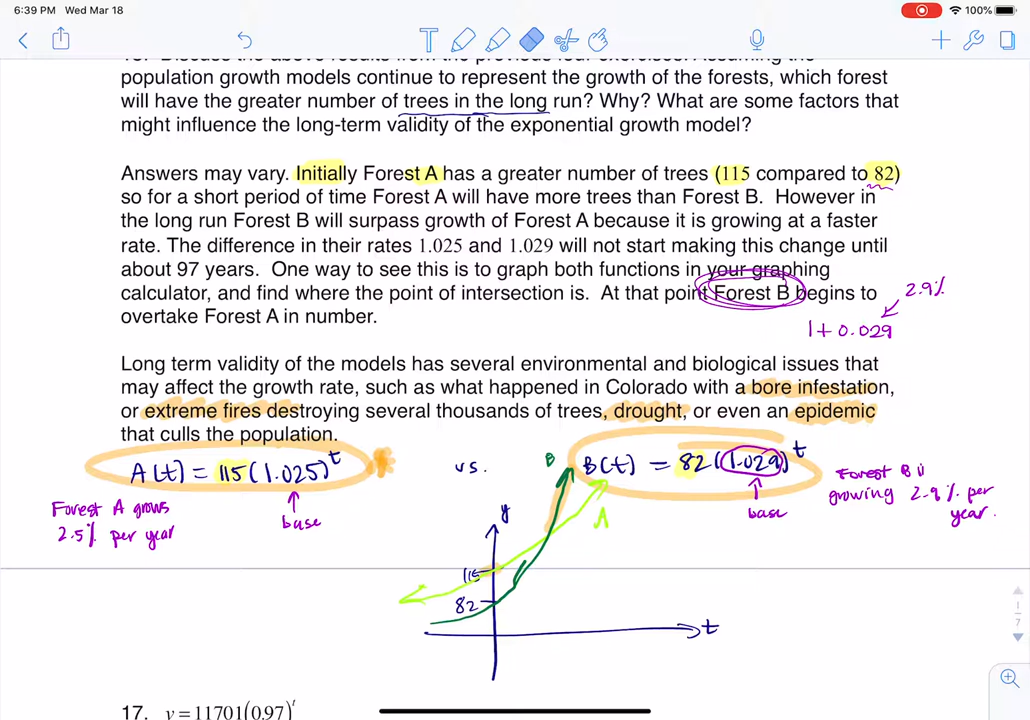 6:39 PM Wed Mar 18
100%
population growth models continue to represent the growth of the forests, which forest
will have the greater number of trees in the long run? Why? What are some factors that
might influence the long-term validity of the exponential growth model?
Answers may vary. Initially Forest A has a greater number of trees (115 compared to 82)
so for a short period of time Forest A will have more trees than Forest B. However in
the long run Forest B will surpass growth of Forest A because it is growing at a faster
rate. The difference in their rates 1.025 and 1.029 will not start making this change until
about 97 years. One way to see this is to graph both functions in your graphing
calculator, and find where the point of intersection is. At that point Forest B begins to
overtake Forest A in number.
2.9%
1 + 0.029
Long term validity of the models has several environmental and biological issues that
may affect the growth rate, such as what happened in Colorado with a bore infestation,
or extreme fires destroying several thousands of trees, drought, or even an epidemic
that culls the population.
A(t) = 115(1.025)^t
vs.
B
B(t) = 82(1.029)^t
Forest A grows
2.5% per year
base
base
Forest B i
growing 2.9% per
year.
y
A
115
82
t
1
7
17. y = 11701(0.97)^t